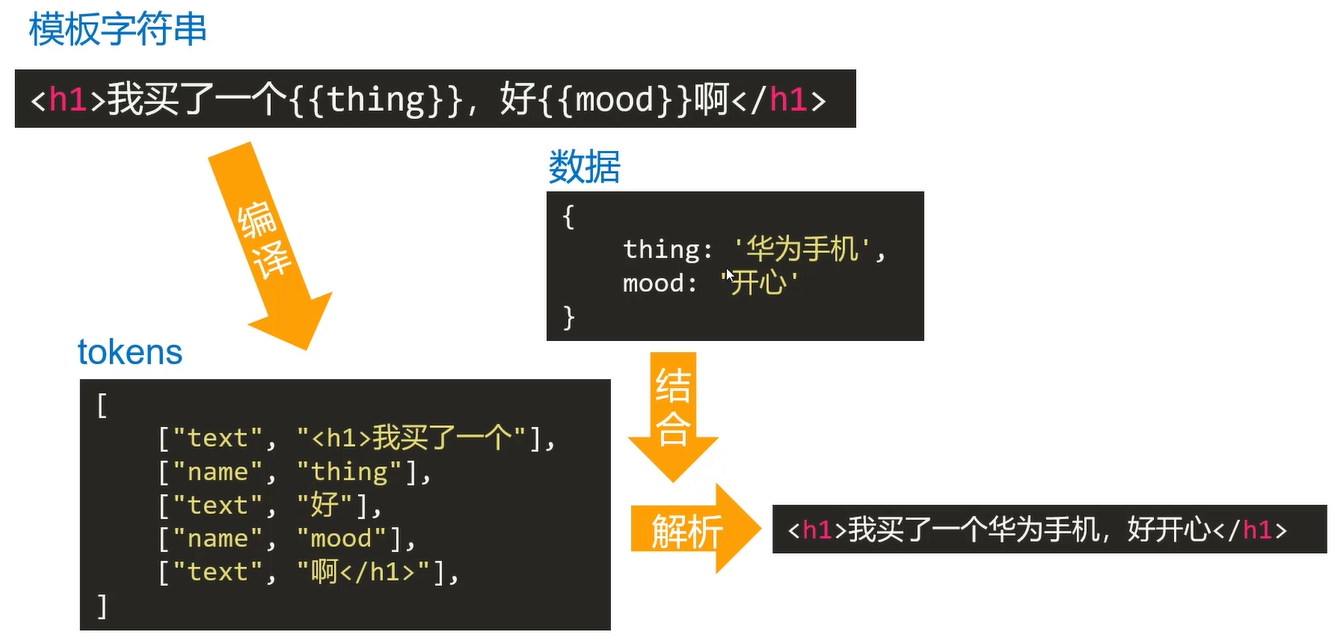 模板字符串
<h1>我买了一个{{thing}}，好{{mood}}啊</h1>
编译
数据
{
thing: '华为手机',
mood: '开心'
}
tokens
[
["text", "<h1>我买了一个"],
["name", "thing"],
["text", "好"],
["name", "mood"],
["text", "啊</h1>"],
]
结合
解析
<h1>我买了一个华为手机，好开心</h1>